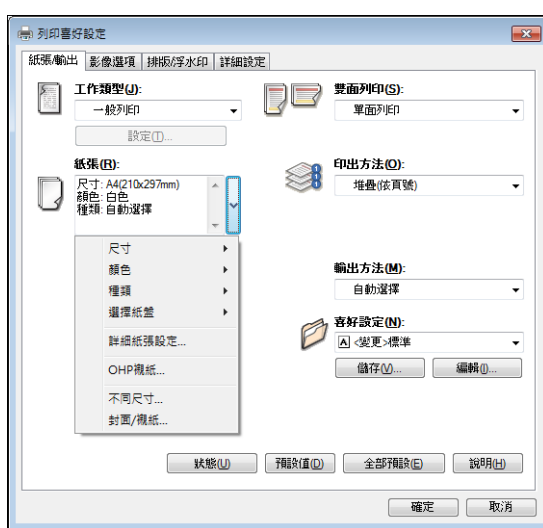 列印喜好設定
紙張/輸出 影像選項 排版/浮水印 詳細設定
工作類型(J):
一般列印
設定(T)...
雙面列印(S):
單面列印
紙張(R):
尺寸: A4(210x297mm)
顏色: 白色
種類: 自動選擇
印出方法(O):
堆疊(依頁號)
尺寸
顏色
種類
選擇紙盤
詳細紙張設定...
OHP襯紙...
不同尺寸...
封面/襯紙...
輸出方法(M):
自動選擇
喜好設定(N):
A <變更>標準
儲存(V)... 編輯(I)...
狀態(U) 預設值(D) 全部預設(E) 說明(H)
確定 取消